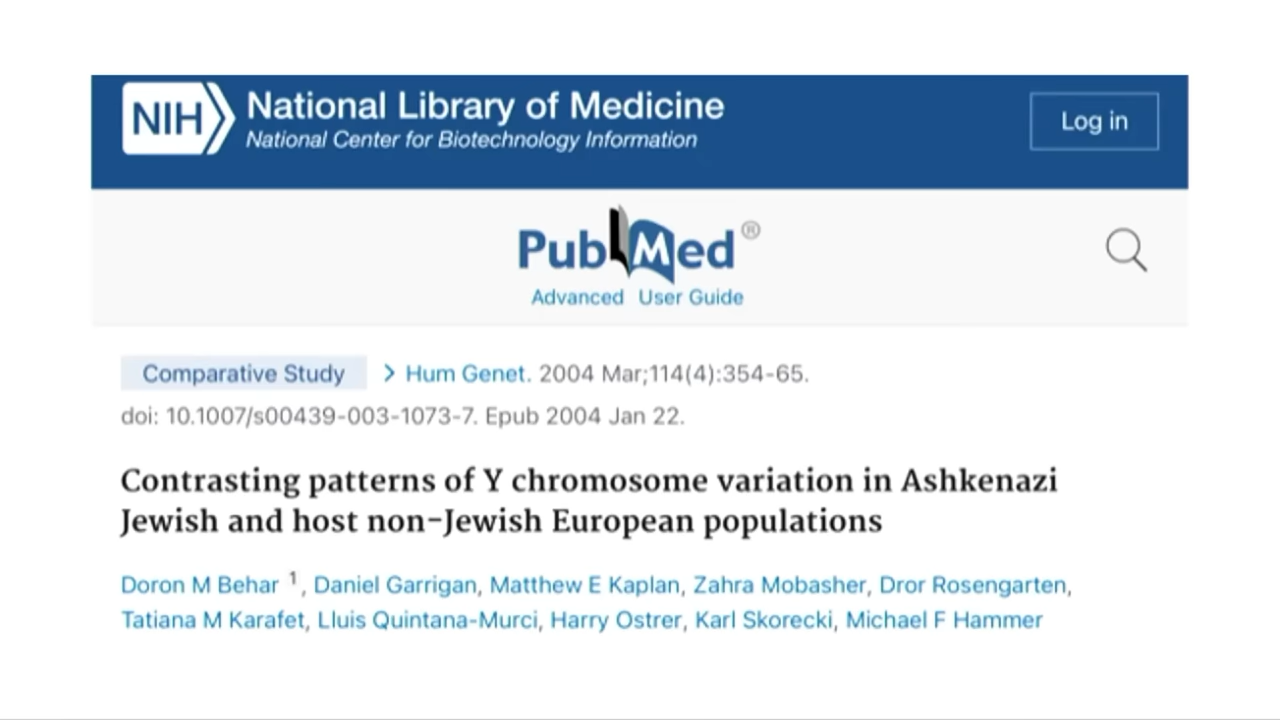 NIH National Library of Medicine
National Center for Biotechnology Information
Log in
PubMed®
Advanced User Guide
Comparative Study > Hum Genet. 2004 Mar;114(4):354-65.
doi: 10.1007/s00439-003-1073-7. Epub 2004 Jan 22.
Contrasting patterns of Y chromosome variation in Ashkenazi
Jewish and host non-Jewish European populations
Doron M Behar 1, Daniel Garrigan, Matthew E Kaplan, Zahra Mobasher, Dror Rosengarten,
Tatiana M Karafet, Lluis Quintana-Murci, Harry Ostrer, Karl Skorecki, Michael F Hammer